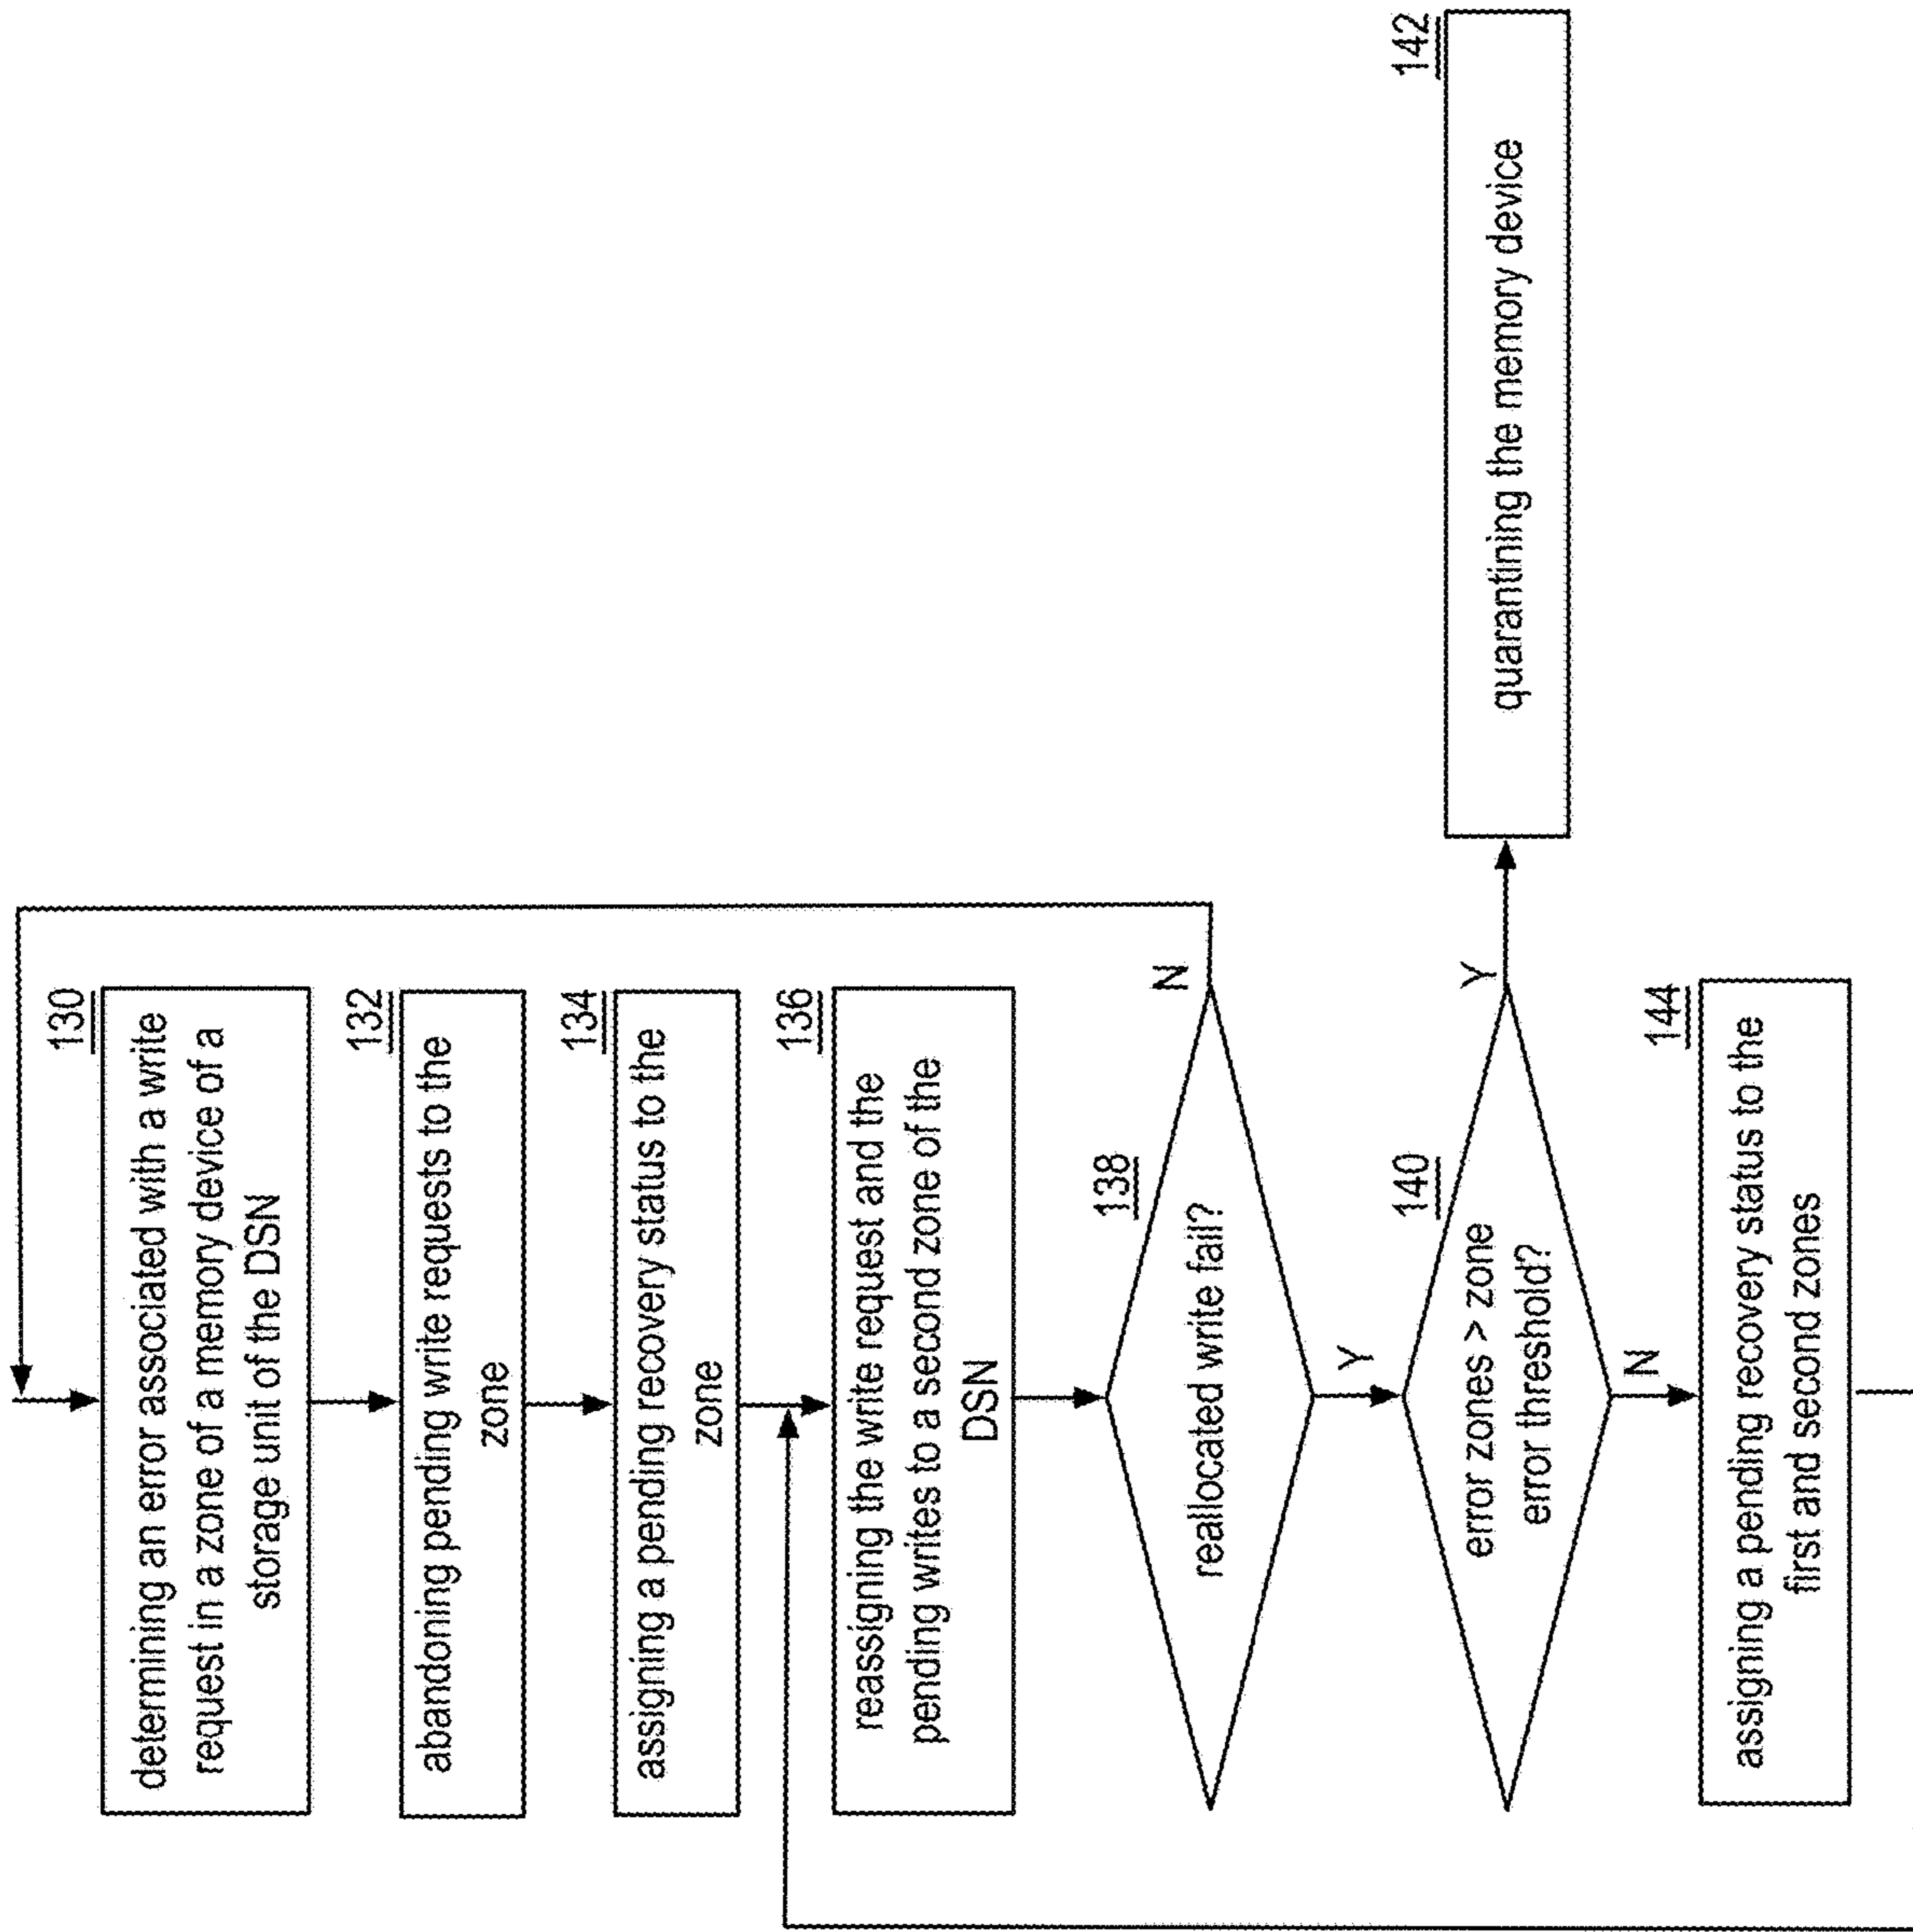 130
determining an error associated with a write
request in a zone of a memory device of a
storage unit of the DSN
132
abandoning pending write requests to the
zone
134
assigning a pending recovery status to the
zone
136
reassigning the write request and the
pending writes to a second zone of the
DSN
138
reallocated write fail?
N
Y
140
error zones > zone
error threshold?
Y
N
142
quarantining the memory device
144
assigning a pending recovery status to the
first and second zones